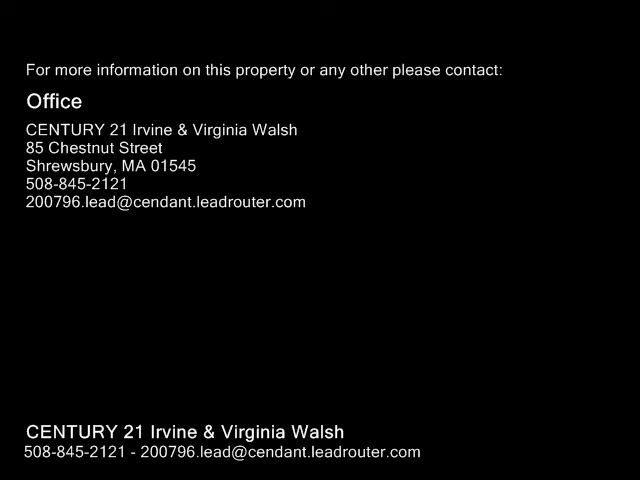 For more information on this property or any other please contact:
Office
CENTURY 21 Irvine & Virginia Walsh
85 Chestnut Street
Shrewsbury, MA 01545
508-845-2121
200796.lead@cendant.leadrouter.com
CENTURY 21 Irvine & Virginia Walsh
508-845-2121 - 200796.lead@cendant.leadrouter.com